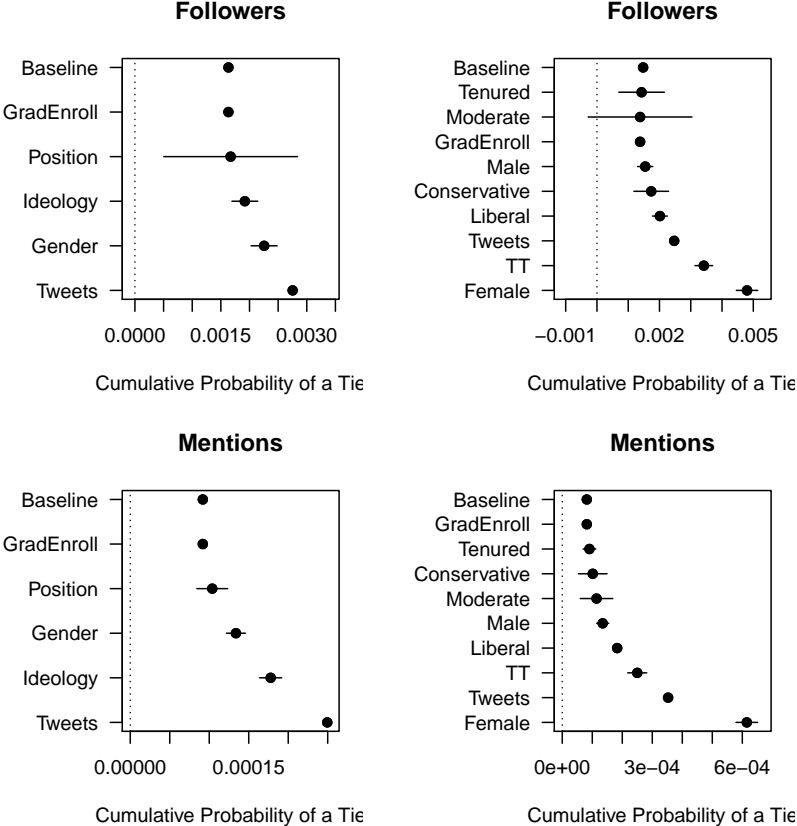 Followers
Baseline
GradEnroll
Position
Ideology
Gender
Tweets
0.0000 0.0015 0.0030
Cumulative Probability of a Tie
Followers
Baseline
Tenured
Moderate
GradEnroll
Male
Conservative
Liberal
Tweets
TT
Female
−0.001 0.002 0.005
Cumulative Probability of a Tie
Mentions
Baseline
GradEnroll
Position
Gender
Ideology
Tweets
0.00000 0.00015
Cumulative Probability of a Tie
Mentions
Baseline
GradEnroll
Tenured
Conservative
Moderate
Male
Liberal
TT
Tweets
Female
0e+00 3e−04 6e−04
Cumulative Probability of a Tie